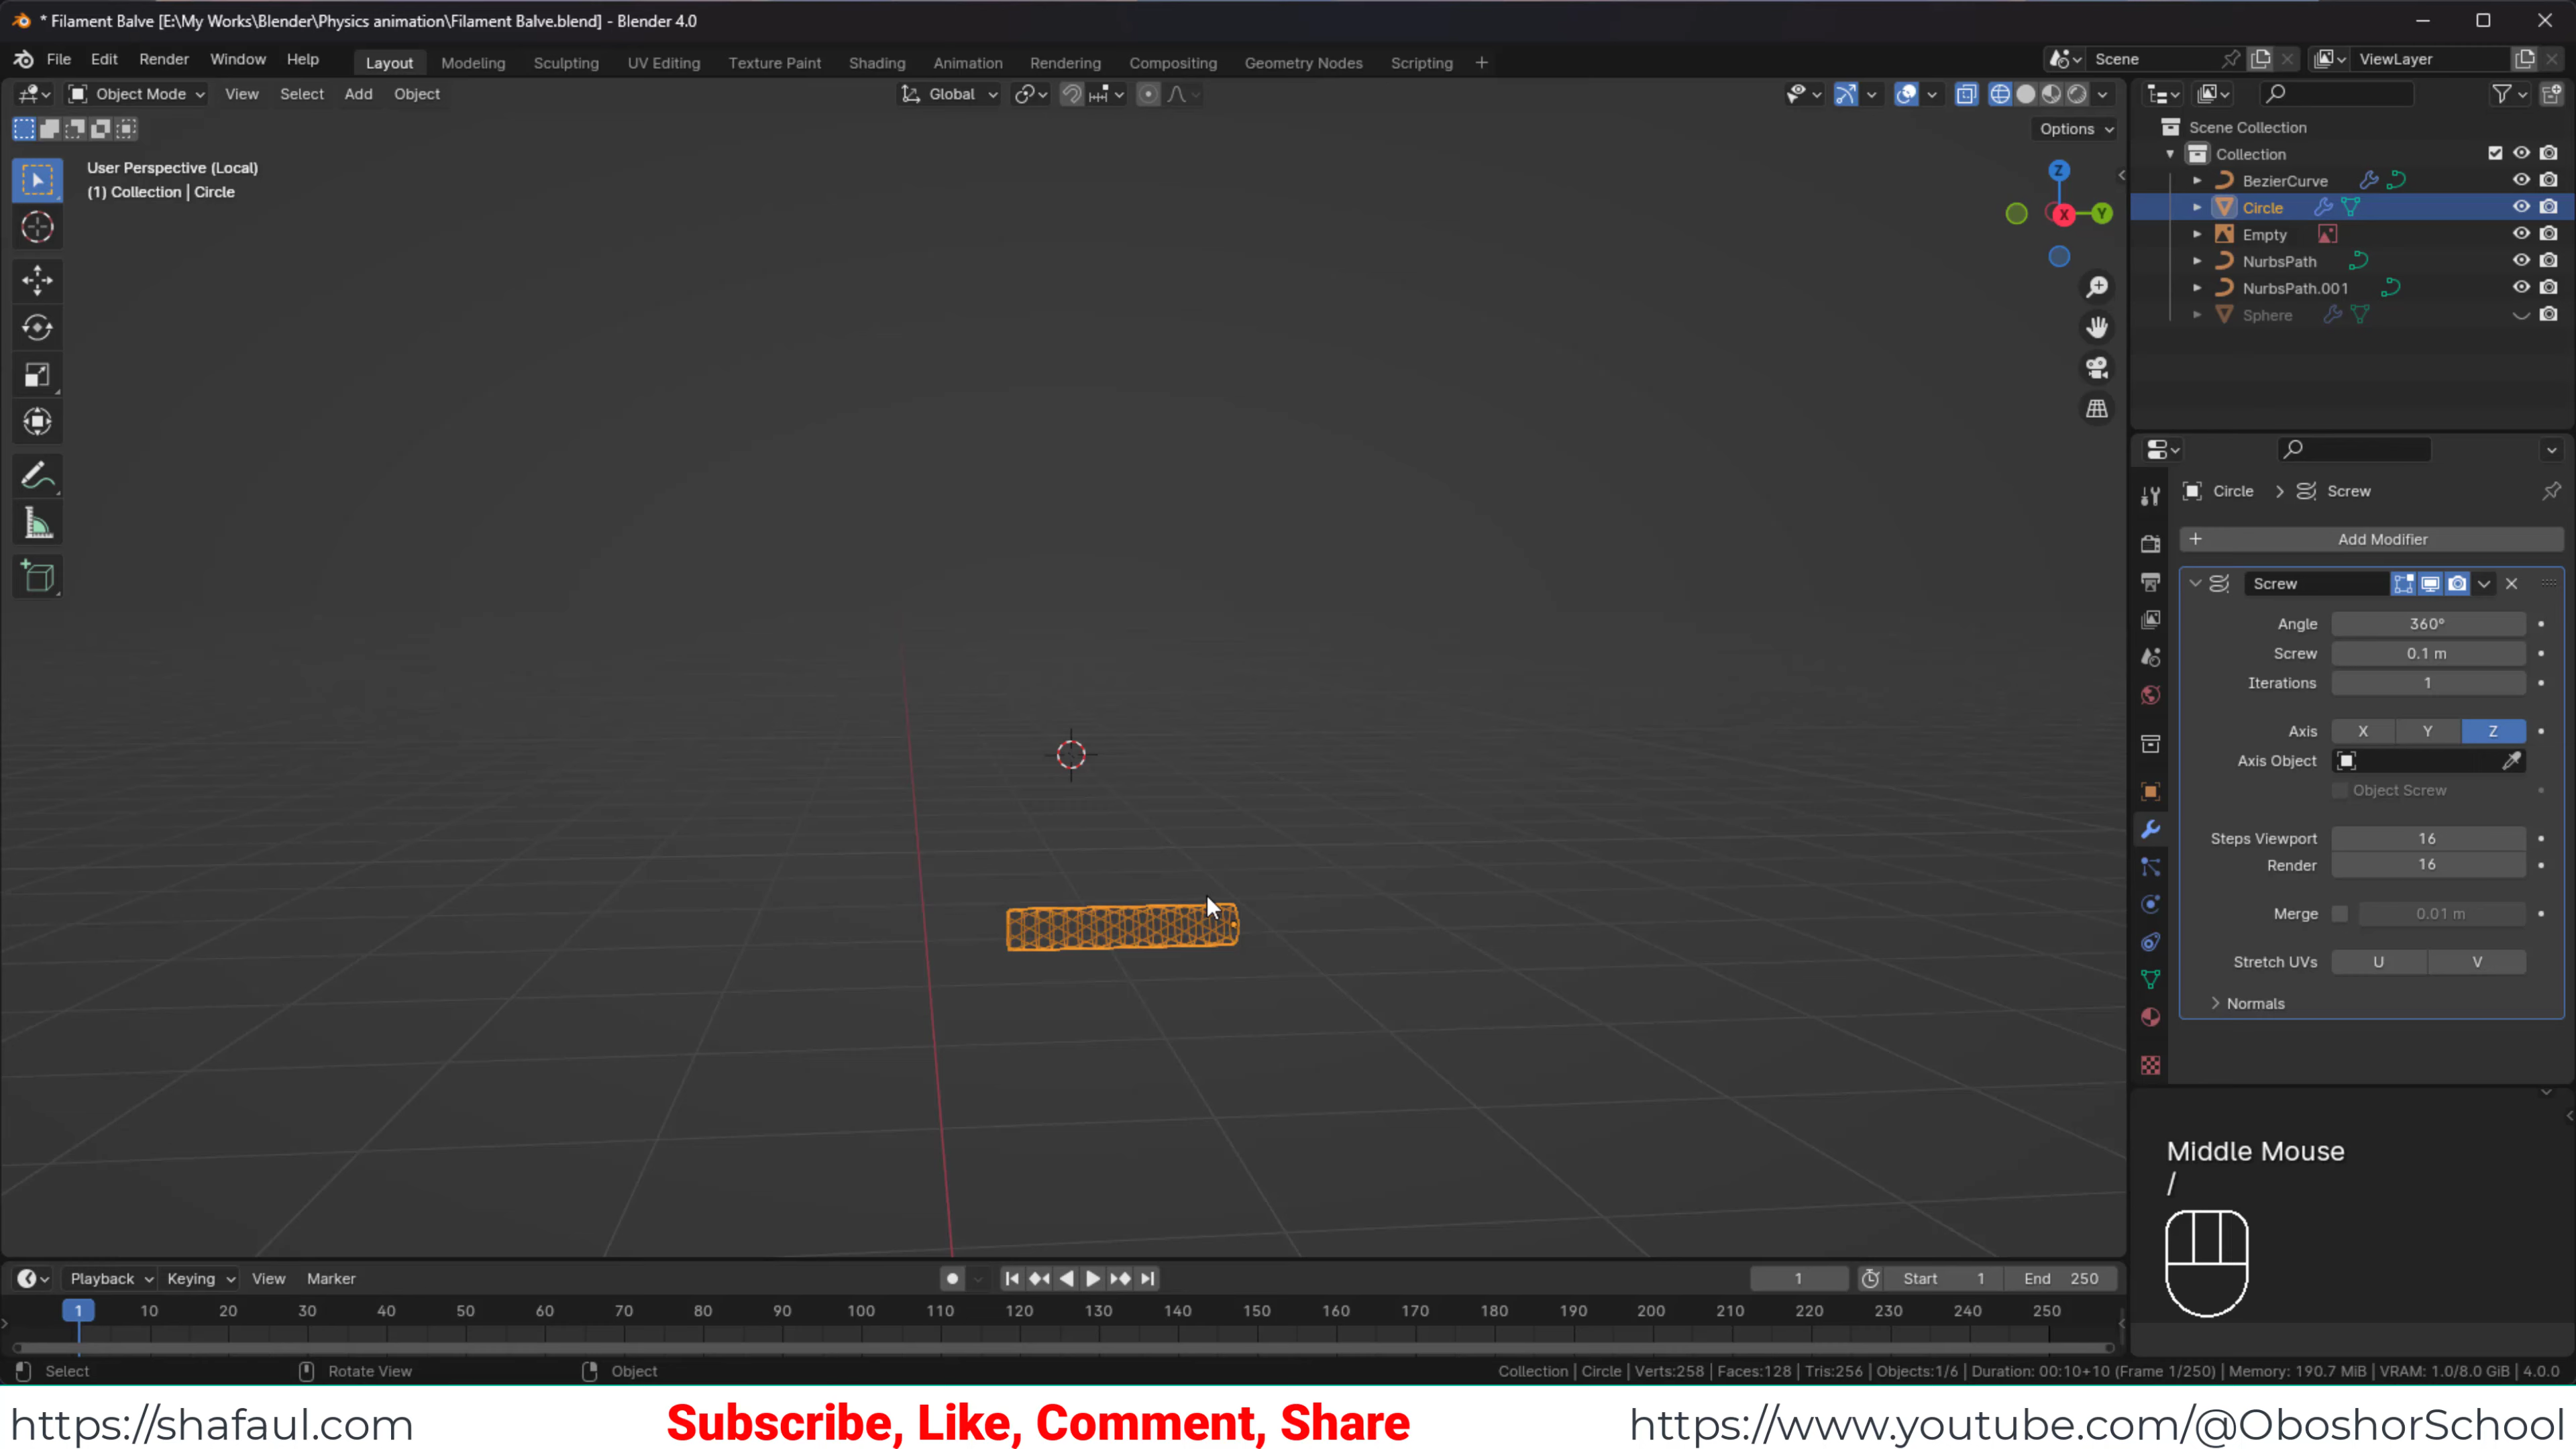 * Filament Balve [E:\My Works\Blender\Physics animation\Filament Balve.blend] - Blender 4.0
File Edit Render Window Help Layout Modeling Sculpting UV Editing Texture Paint Shading Animation Rendering Compositing Geometry Nodes Scripting + Scene ViewLayer
Object Mode View Select Add Object Global
Options
User Perspective (Local)
(1) Collection | Circle
Z
X
Y
Scene Collection
Collection
BezierCurve
Circle
Empty
NurbsPath
NurbsPath.001
Sphere
Circle > Screw
+ Add Modifier
Screw
Angle 360°
Screw 0.1 m
Iterations 1
Axis X Y Z
Axis Object
Object Screw
Steps Viewport 16
Render 16
Merge 0.01 m
Stretch UVs U V
Normals
Middle Mouse
/
Playback Keying View Marker 1 Start 1 End 250
1 10 20 30 40 50 60 70 80 90 100 110 120 130 140 150 160 170 180 190 200 210 220 230 240 250
Select Rotate View Object Collection | Circle | Verts:258 | Faces:128 | Tris:256 | Objects:1/6 | Duration: 00:10+10 (Frame 1/250) | Memory: 190.7 MiB | VRAM: 1.0/8.0 GiB | 4.0.0
https://shafaul.com Subscribe, Like, Comment, Share https://www.youtube.com/@OboshorSchool